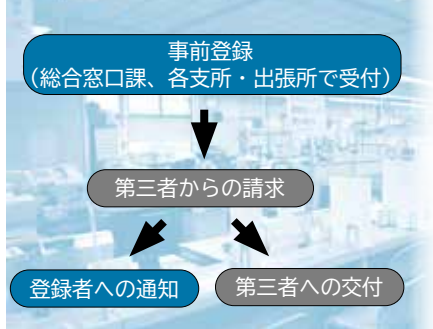 事前登録
(総合窓口課、各支所・出張所で受付)
第三者からの請求
登録者への通知
第三者への交付